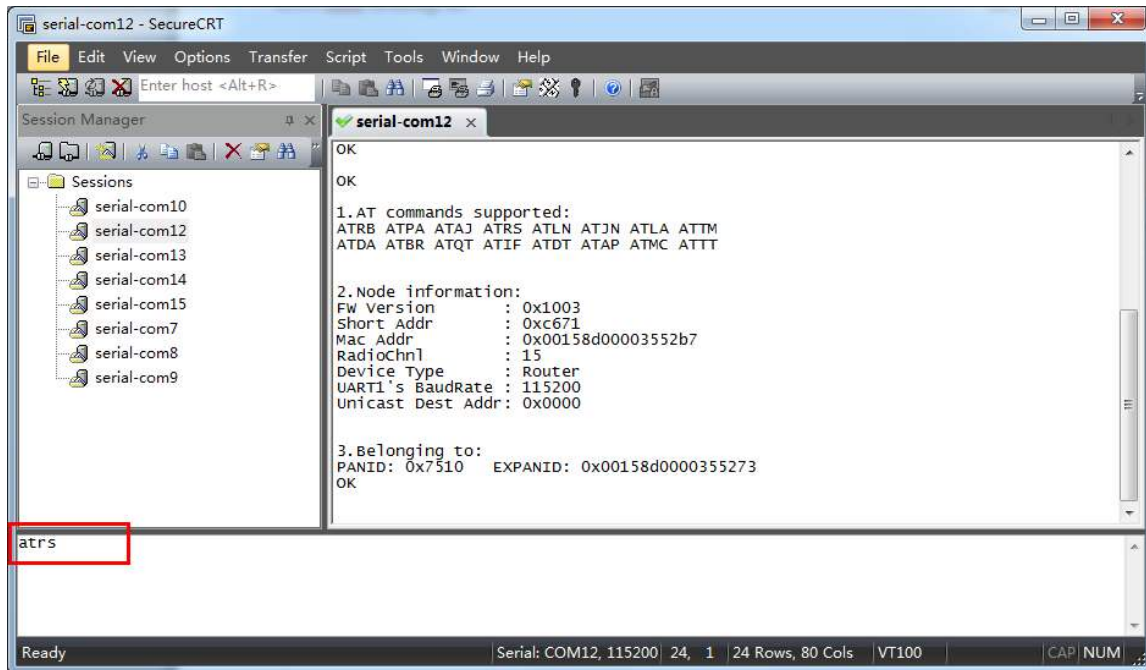 serial-com12 - SecureCRT
File Edit View Options Transfer Script Tools Window Help
Enter host <Alt+R>
Session Manager
serial-com12
Sessions
serial-com10
serial-com12
serial-com13
serial-com14
serial-com15
serial-com7
serial-com8
serial-com9
OK
OK
1.AT commands supported:
ATRB ATPA ATAJ ATRS ATLN ATJN ATLA ATTM
ATDA ATBR ATQT ATIF ATDT ATAP ATMC ATTT
2.Node information:
FW Version : 0x1003
Short Addr : 0xc671
Mac Addr : 0x00158d00003552b7
RadioChnl : 15
Device Type : Router
UART1's BaudRate : 115200
Unicast Dest Addr: 0x0000
3.Belonging to:
PANID: 0x7510 EXPANID: 0x00158d0000355273
OK
atrs
Ready Serial: COM12, 115200 24, 1 24 Rows, 80 Cols VT100 CAP NUM